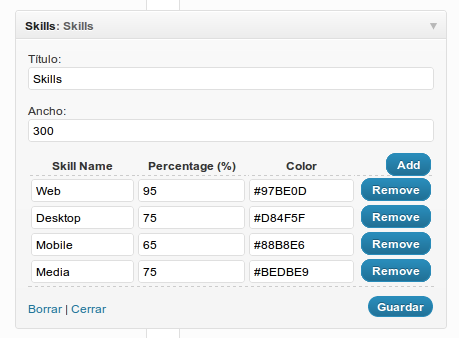 Skills: Skills
Título:
Skills
Ancho:
300
Skill Name Percentage (%) Color Add
Web 95 #97BE0D Remove
Desktop 75 #D84F5F Remove
Mobile 65 #88B8E6 Remove
Media 75 #BEDBE9 Remove
Borrar | Cerrar Guardar